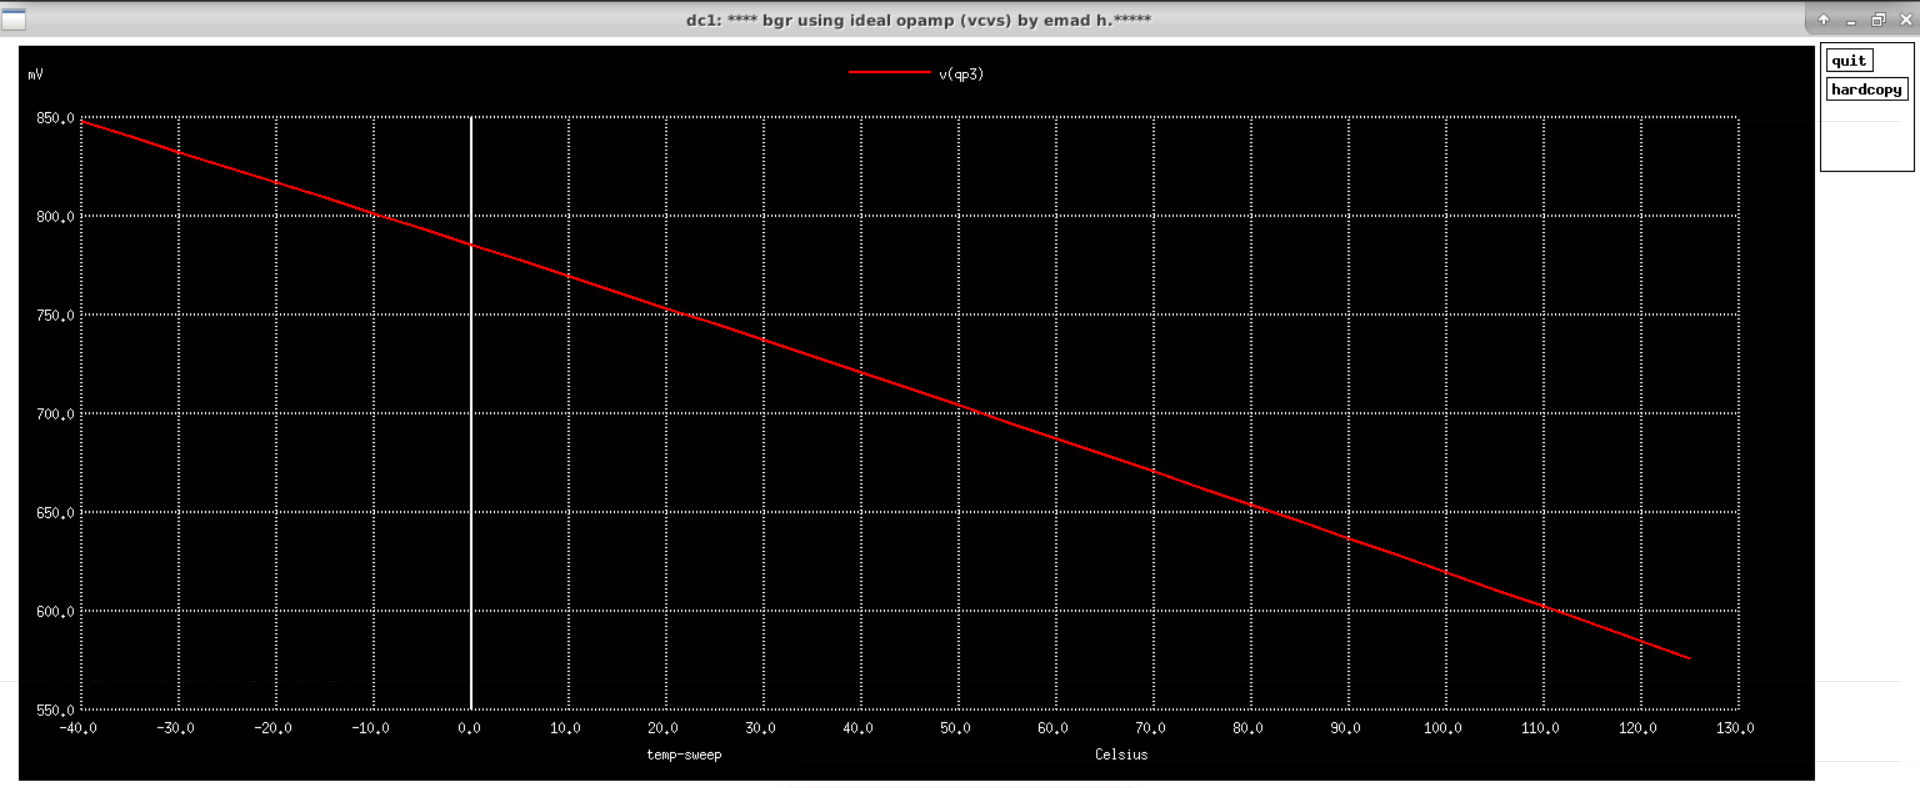 dc1: **** bgr using ideal opamp (vcvs) by emad h.*****
quit
hardcopy
mV
v(qp3)
850.0
800.0
750.0
700.0
650.0
600.0
550.0
-40.0 -30.0 -20.0 -10.0 0.0 10.0 20.0 30.0 40.0 50.0 60.0 70.0 80.0 90.0 100.0 110.0 120.0 130.0
temp-sweep Celsius